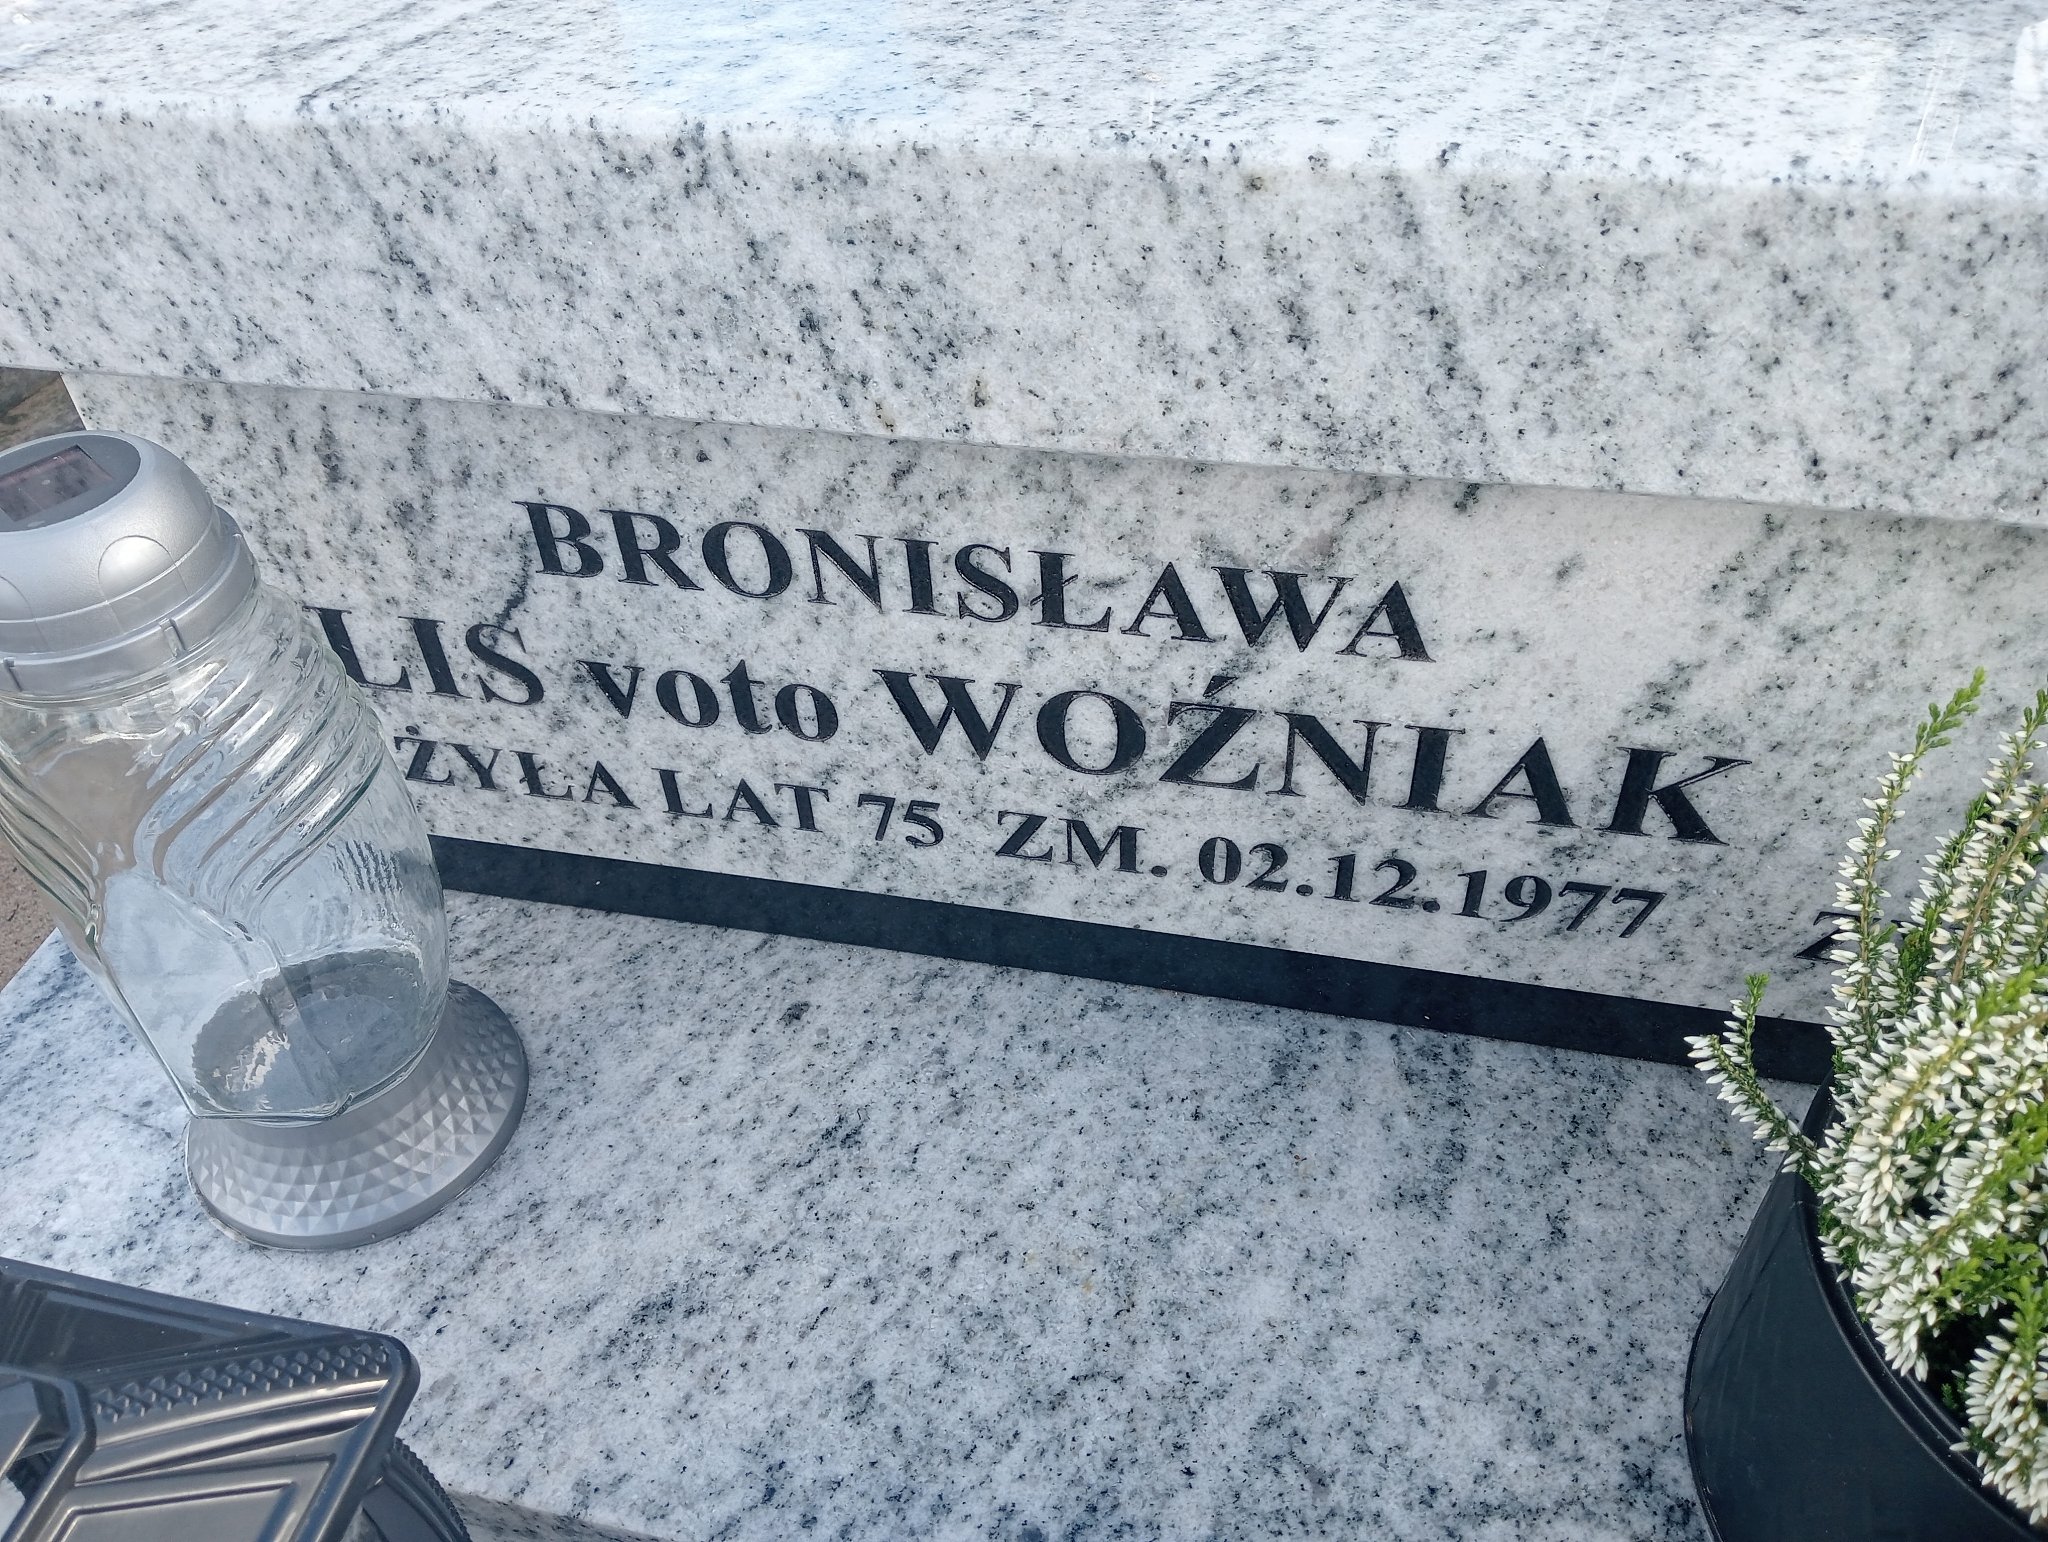 BRONISŁAWA
LIS voto WOŹNIAK
ŻYŁA LAT 75 ZM. 02.12.1977